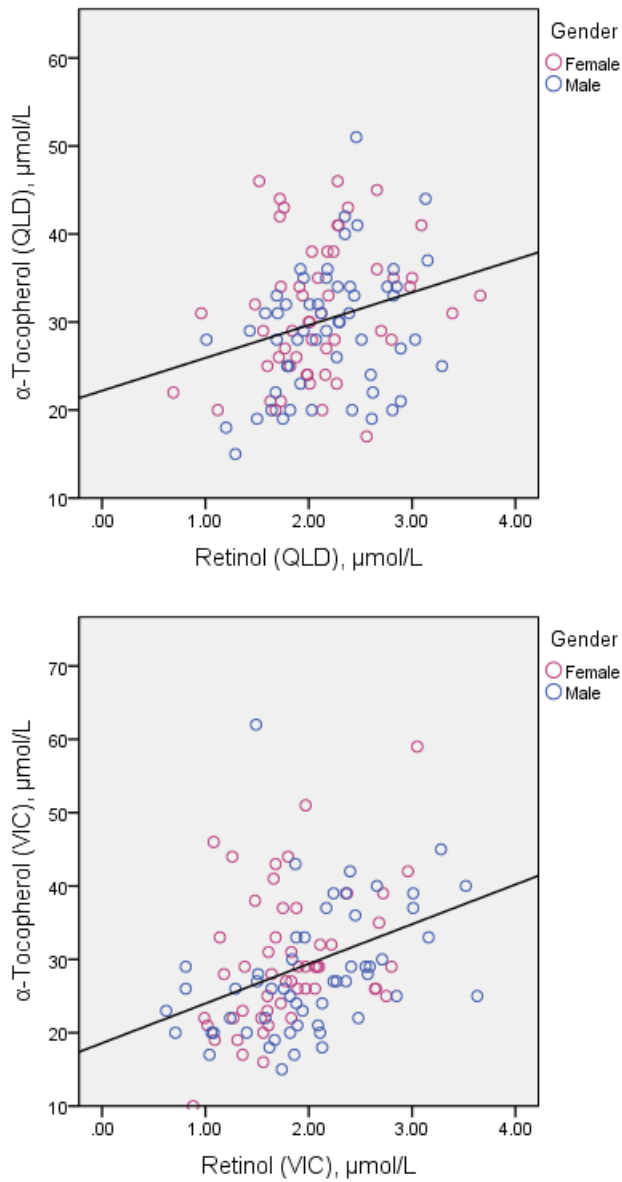 Gender
Female
Male
α-Tocopherol (QLD), µmol/L
60
50
40
30
20
10
.00 1.00 2.00 3.00 4.00
Retinol (QLD), µmol/L
Gender
Female
Male
α-Tocopherol (VIC), µmol/L
70
60
50
40
30
20
10
.00 1.00 2.00 3.00 4.00
Retinol (VIC), µmol/L